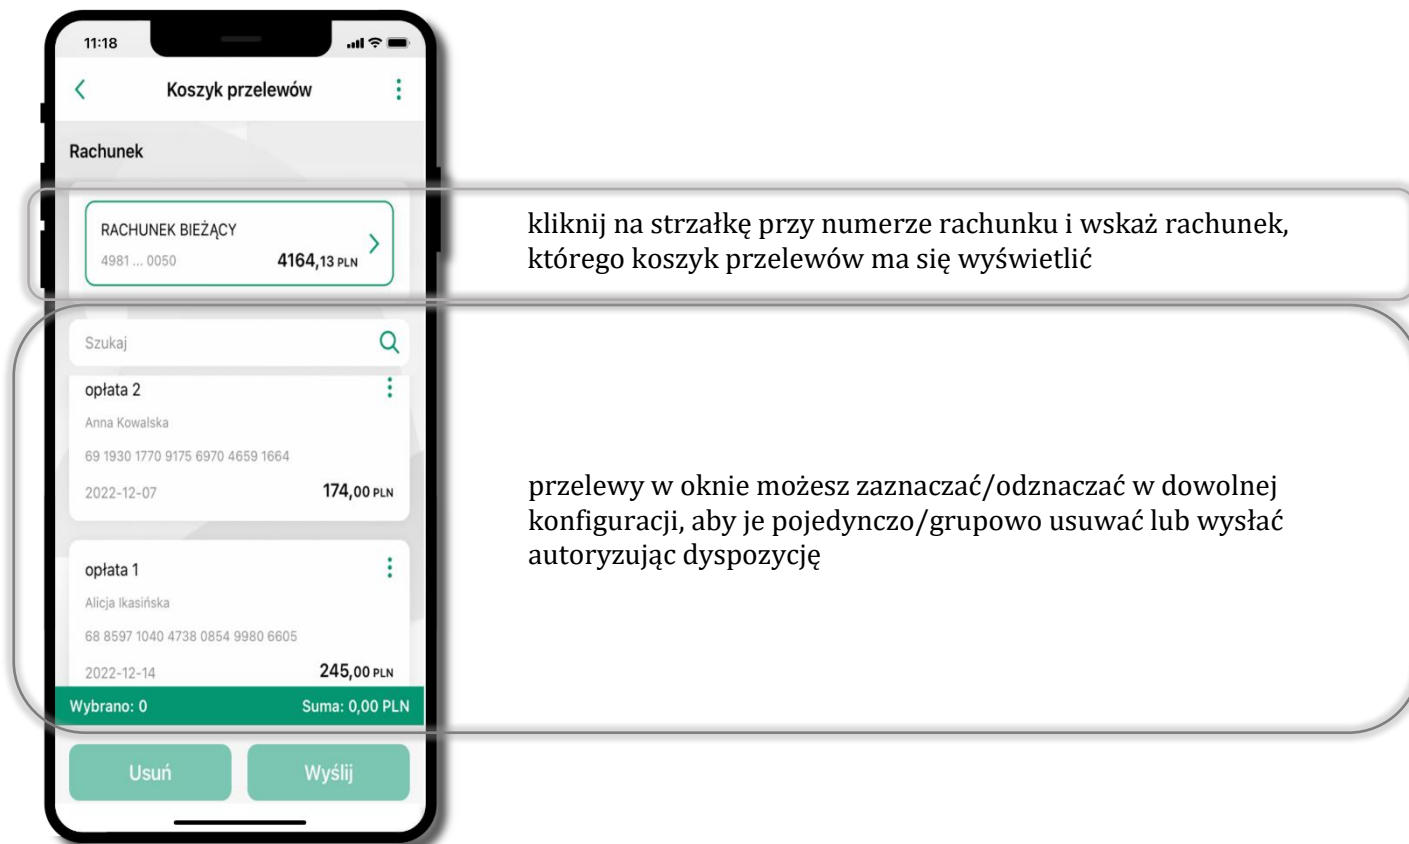 11:18
Koszyk przelewów
Rachunek
RACHUNEK BIEŻĄCY
4981 ... 0050
4164,13 PLN
kliknij na strzałkę przy numerze rachunku i wskaż rachunek,
którego koszyk przelewów ma się wyświetlić
Szukaj
opłata 2
Anna Kowalska
69 1930 1770 9175 6970 4659 1664
2022-12-07
174,00 PLN
przelewy w oknie możesz zaznaczać/odznaczać w dowolnej
konfiguracji, aby je pojedynczo/grupowo usuwać lub wysłać
autoryzując dyspozycję
opłata 1
Alicja Ikasińska
68 8597 1040 4738 0854 9980 6605
2022-12-14
245,00 PLN
Wybrano: 0
Suma: 0,00 PLN
Usuń
Wyślij